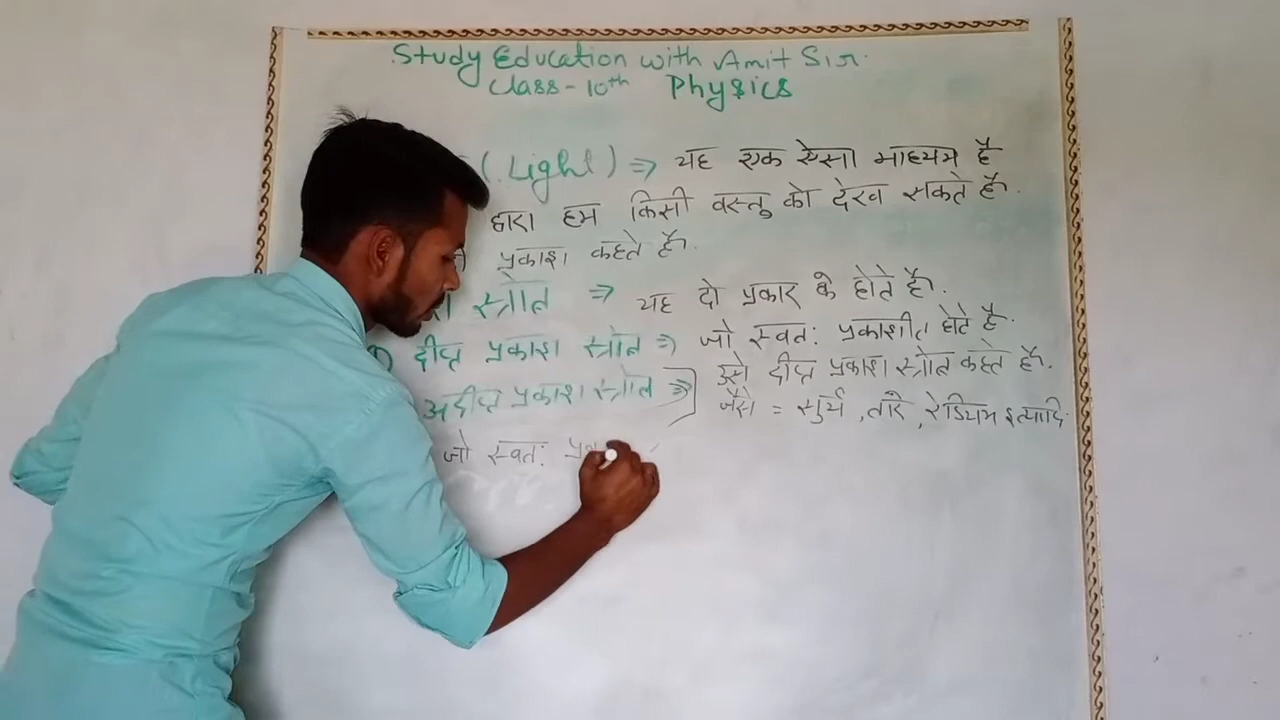 Study Education with Amit Sir.
Class - 10th Physics
(Light) ⇒ यह एक ऐसा माध्यम है
द्वारा हम किसी वस्तु को देख सकते हैं.
प्रकाश कहते हैं.
स्त्रोत ⇒ यह दो प्रकार के होते हैं.
दीप्त प्रकाश स्त्रोत ⇒ जो स्वत: प्रकाशीत होते है.
उसे दीप्त प्रकाश स्त्रोत कहते है.
अदीप्त प्रकाश स्त्रोत ⇒
जैसे = सुर्य, तारे, रेडियम इत्यादि.
जो स्वत: